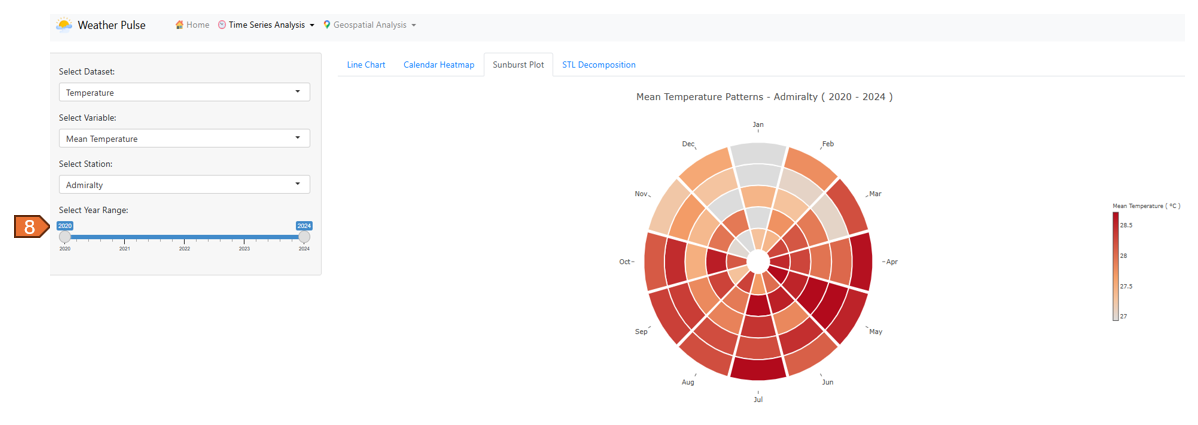 Weather Pulse
Home
Time Series Analysis
Geospatial Analysis
Select Dataset:
Temperature
Select Variable:
Mean Temperature
Select Station:
Admiralty
Select Year Range:
8
2020
2024
2020
2021
2022
2023
2024
Line Chart
Calendar Heatmap
Sunburst Plot
STL Decomposition
Mean Temperature Patterns - Admiralty ( 2020 - 2024 )
Jan
Feb
Mar
Apr
May
Jun
Jul
Aug
Sep
Oct
Nov
Dec
Mean Temperature ( °C )
28.5
28
27.5
27